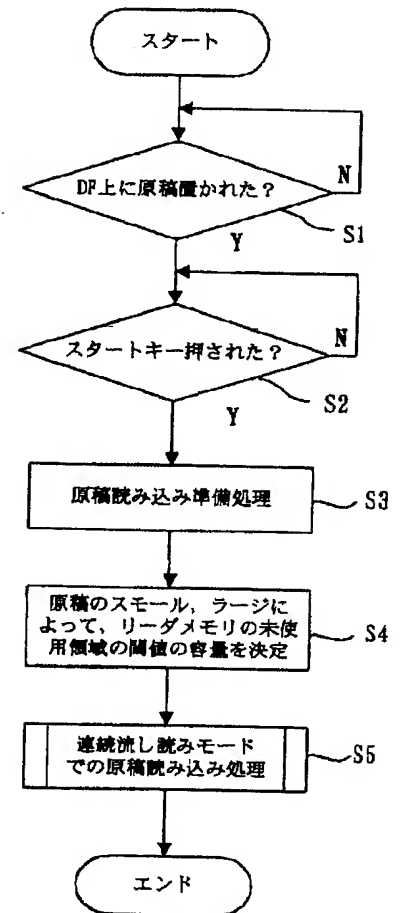 スタート
DF上に原稿置かれた?
N
S1
Y
スタートキー押された?
N
S2
Y
原稿読み込み準備処理
S3
原稿のスモール,ラージに
よって、リーダメモリの未使
用領域の閾値の容量を決定
S4
連続流し読みモード
での原稿読み込み処理
S5
エンド